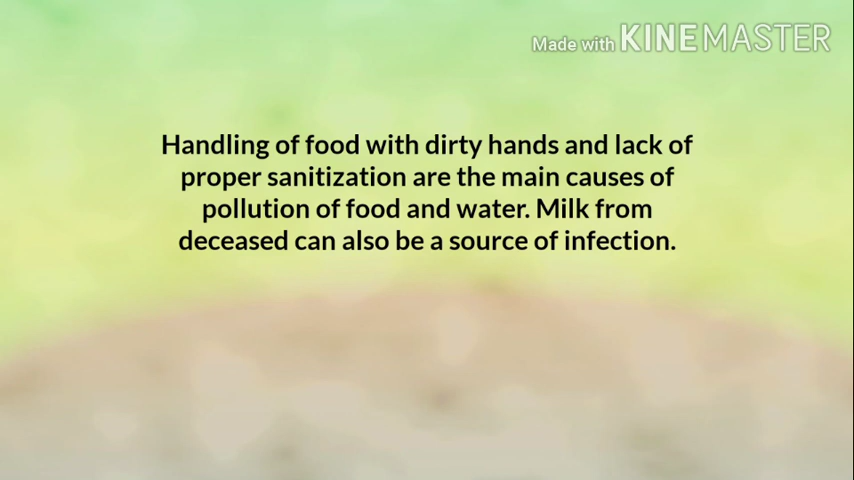 Made with KINEMASTER
Handling of food with dirty hands and lack of
proper sanitization are the main causes of
pollution of food and water. Milk from
deceased can also be a source of infection.